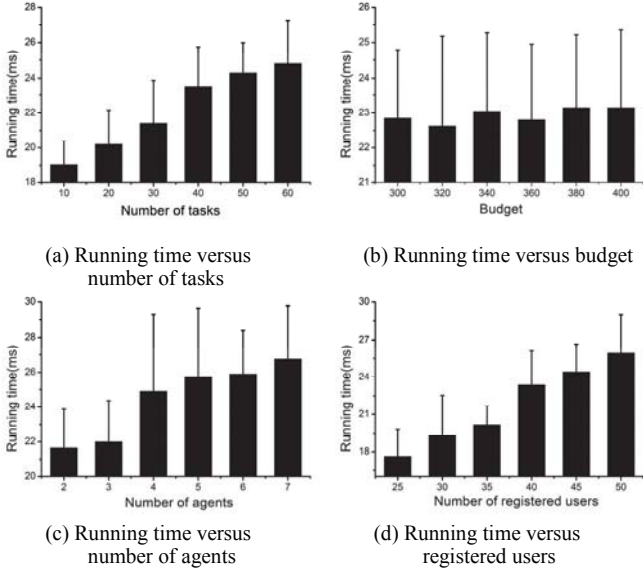 28
26
24
22
20
18
Running time(ms)
10 20 30 40 50 60
Number of tasks
(a) Running time versus
number of tasks
26
25
24
23
22
21
Running time(ms)
300 320 340 360 380 400
Budget
(b) Running time versus budget
30
28
26
24
22
20
Running time(ms)
2 3 4 5 6 7
Number of agents
(c) Running time versus
number of agents
30
27
24
21
18
Running time(ms)
25 30 35 40 45 50
Number of registered users
(d) Running time versus
registered users